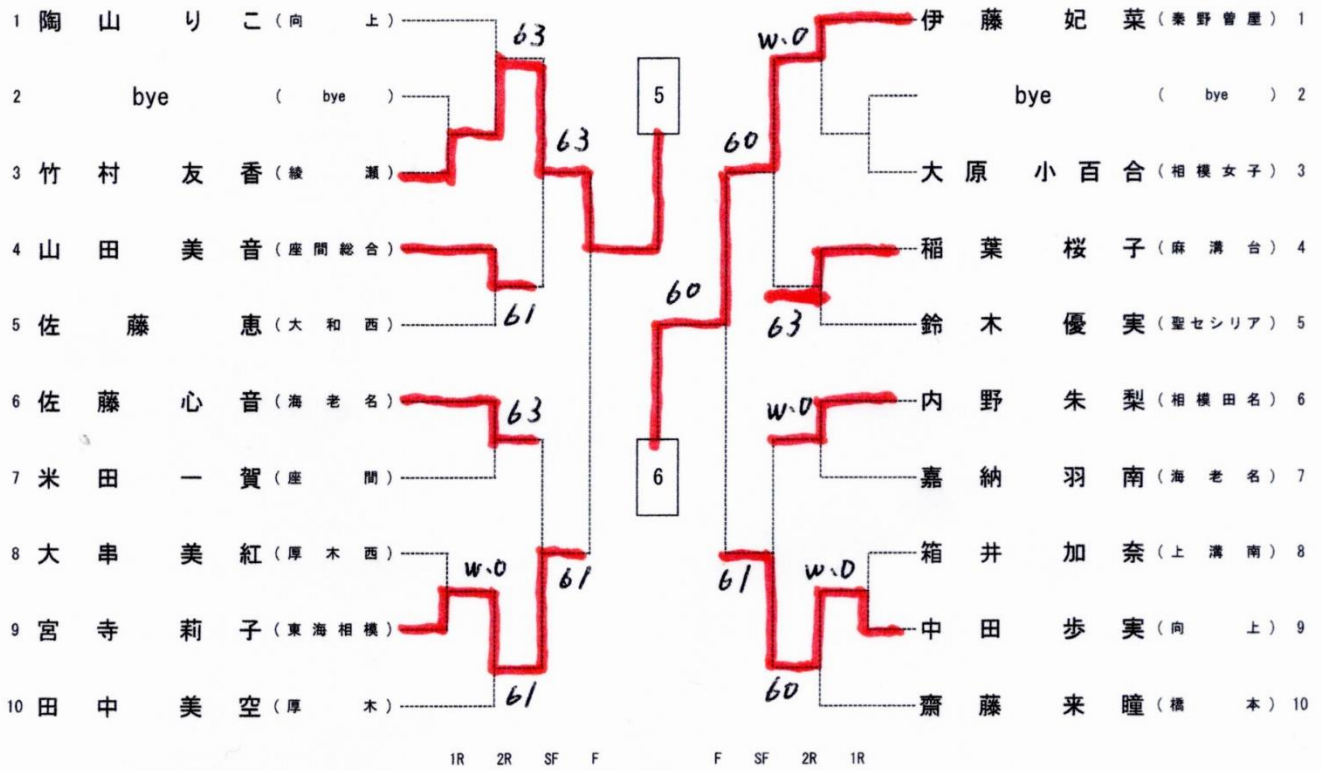 1 陶山りこ (向上)
2 bye (bye)
3 竹村友香 (綾瀬)
4 山田美音 (座間総合)
5 佐藤恵 (大和西)
6 佐藤心音 (海老名)
7 米田一賀 (座間)
8 大串美紅 (厚木西)
9 宮寺莉子 (東海相模)
10 田中美空 (厚木)
63
63
61
63
61
W.O
61
1R 2R SF F
5
6
伊藤妃菜 (秦野曽屋) 1
bye (bye) 2
大原小百合 (相模女子) 3
稲葉桜子 (麻溝台) 4
鈴木優実 (聖セシリア) 5
内野朱梨 (相模田名) 6
嘉納羽南 (海老名) 7
箱井加奈 (上溝南) 8
中田歩実 (向上) 9
齋藤来瞳 (橋本) 10
W.O
60
60
63
W.O
61
W.O
60
F SF 2R 1R